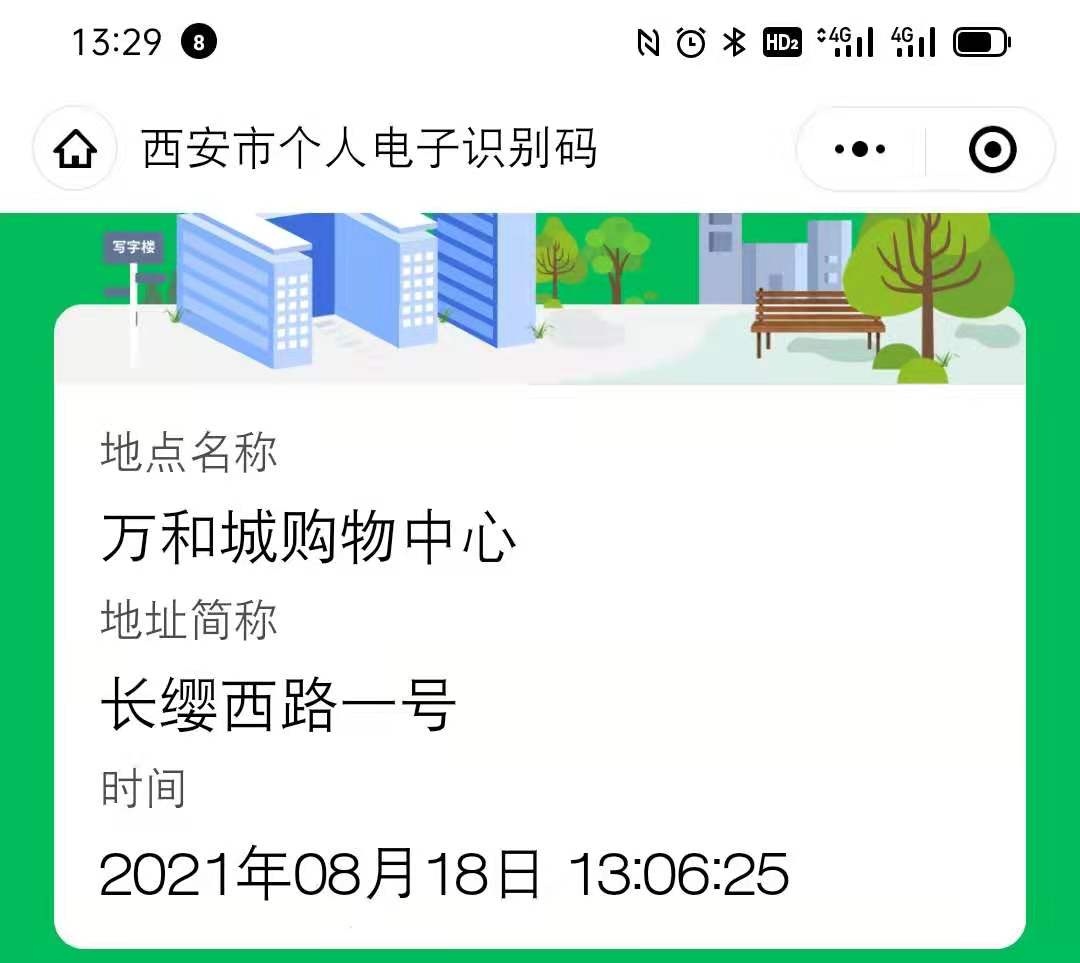 13:29 8 HD2 4G 4G
西安市个人电子识别码
写字楼
地点名称
万和城购物中心
地址简称
长缨西路一号
时间
2021年08月18日 13:06:25